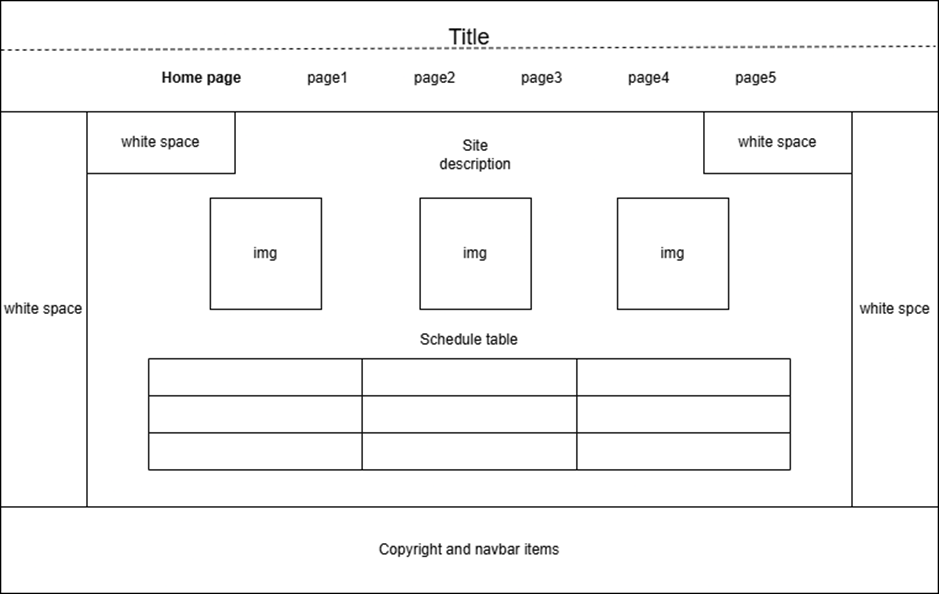 Title
Home page page1 page2 page3 page4 page5
white space
Site
description
white space
img img img
white space
white spce
Schedule table
Copyright and navbar items